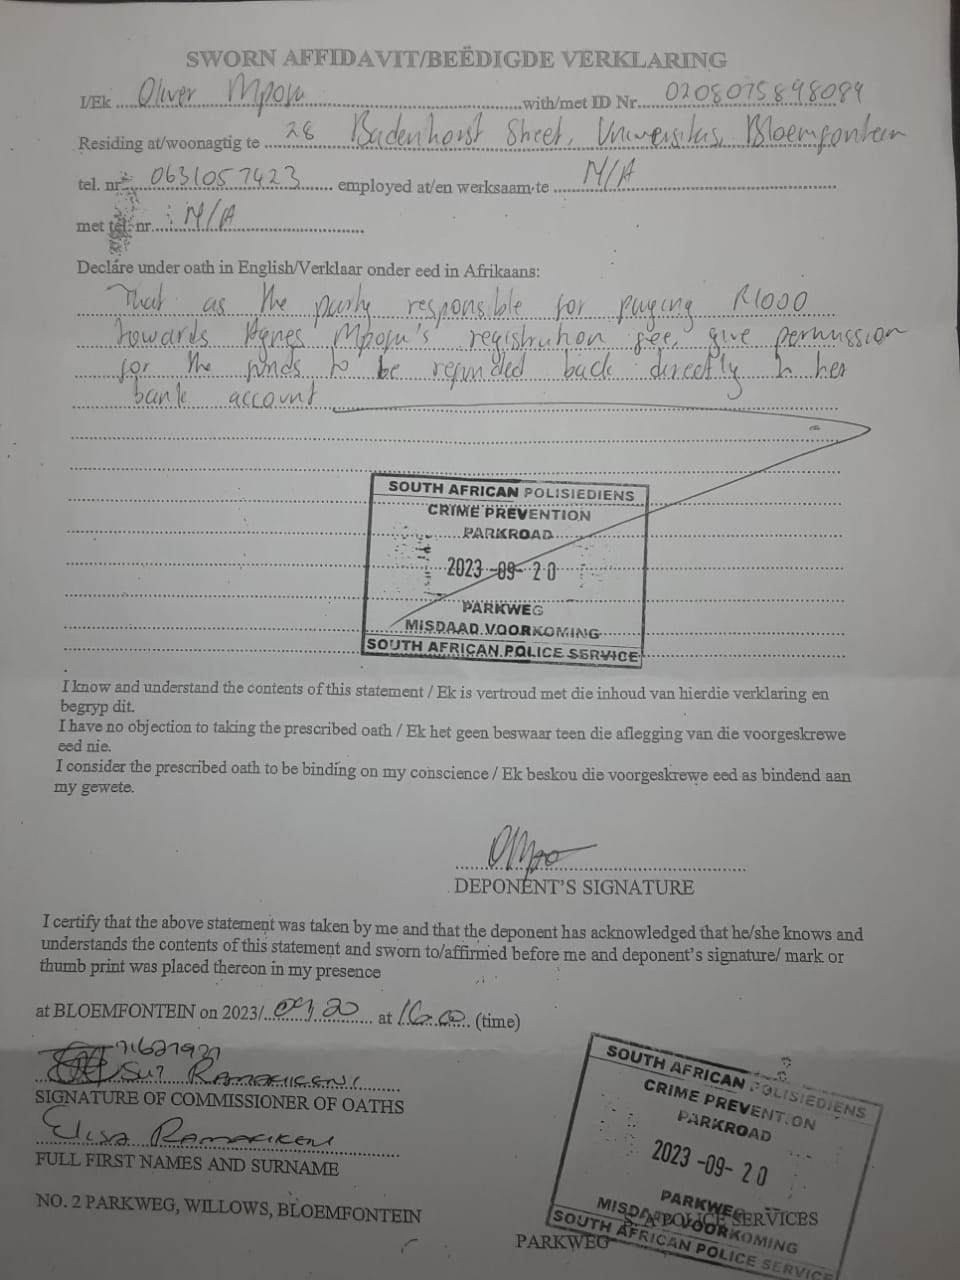 SWORN AFFIDAVIT/BEËDIGDE VERKLARING
I/Ek Oliver Mpofu with/met ID Nr. 0208075898089
Residing at/woonagtig te 28 Badenhorst Street, Universitas, Bloemfontein
tel. nr. 0631057423 employed at/en werksaam te N/A
met tel. nr. N/A
Declare under oath in English/Verklaar onder eed in Afrikaans:
That as the party responsible for paying R1000
towards Agnes Mpofu's registration fee, give permission
for the funds to be refunded back directly to her
bank account
SOUTH AFRICAN POLISIEDIENS
CRIME PREVENTION
PARKROAD
2023 -09- 20
PARKWEG
MISDAAD VOORKOMING
SOUTH AFRICAN POLICE SERVICE
I know and understand the contents of this statement / Ek is vertroud met die inhoud van hierdie verklaring en
begryp dit.
I have no objection to taking the prescribed oath / Ek het geen beswaar teen die aflegging van die voorgeskrewe
eed nie.
I consider the prescribed oath to be binding on my conscience / Ek beskou die voorgeskrewe eed as bindend aan
my gewete.
DEPONENT'S SIGNATURE
I certify that the above statement was taken by me and that the deponent has acknowledged that he/she knows and
understands the contents of this statement and sworn to/affirmed before me and deponent's signature/ mark or
thumb print was placed thereon in my presence
at BLOEMFONTEIN on 2023/ 09, 20 at 16:00 (time)
SIGNATURE OF COMMISSIONER OF OATHS
Elisa
FULL FIRST NAMES AND SURNAME
NO. 2 PARKWEG, WILLOWS, BLOEMFONTEIN
SOUTH AFRICAN POLISIEDIENS
CRIME PREVENTION
PARKROAD
2023 -09- 20
PARKWEG
MISDAAD VOORKOMING
SOUTH AFRICAN POLICE SERVICE
S. A POLICE SERVICES
PARKWEG